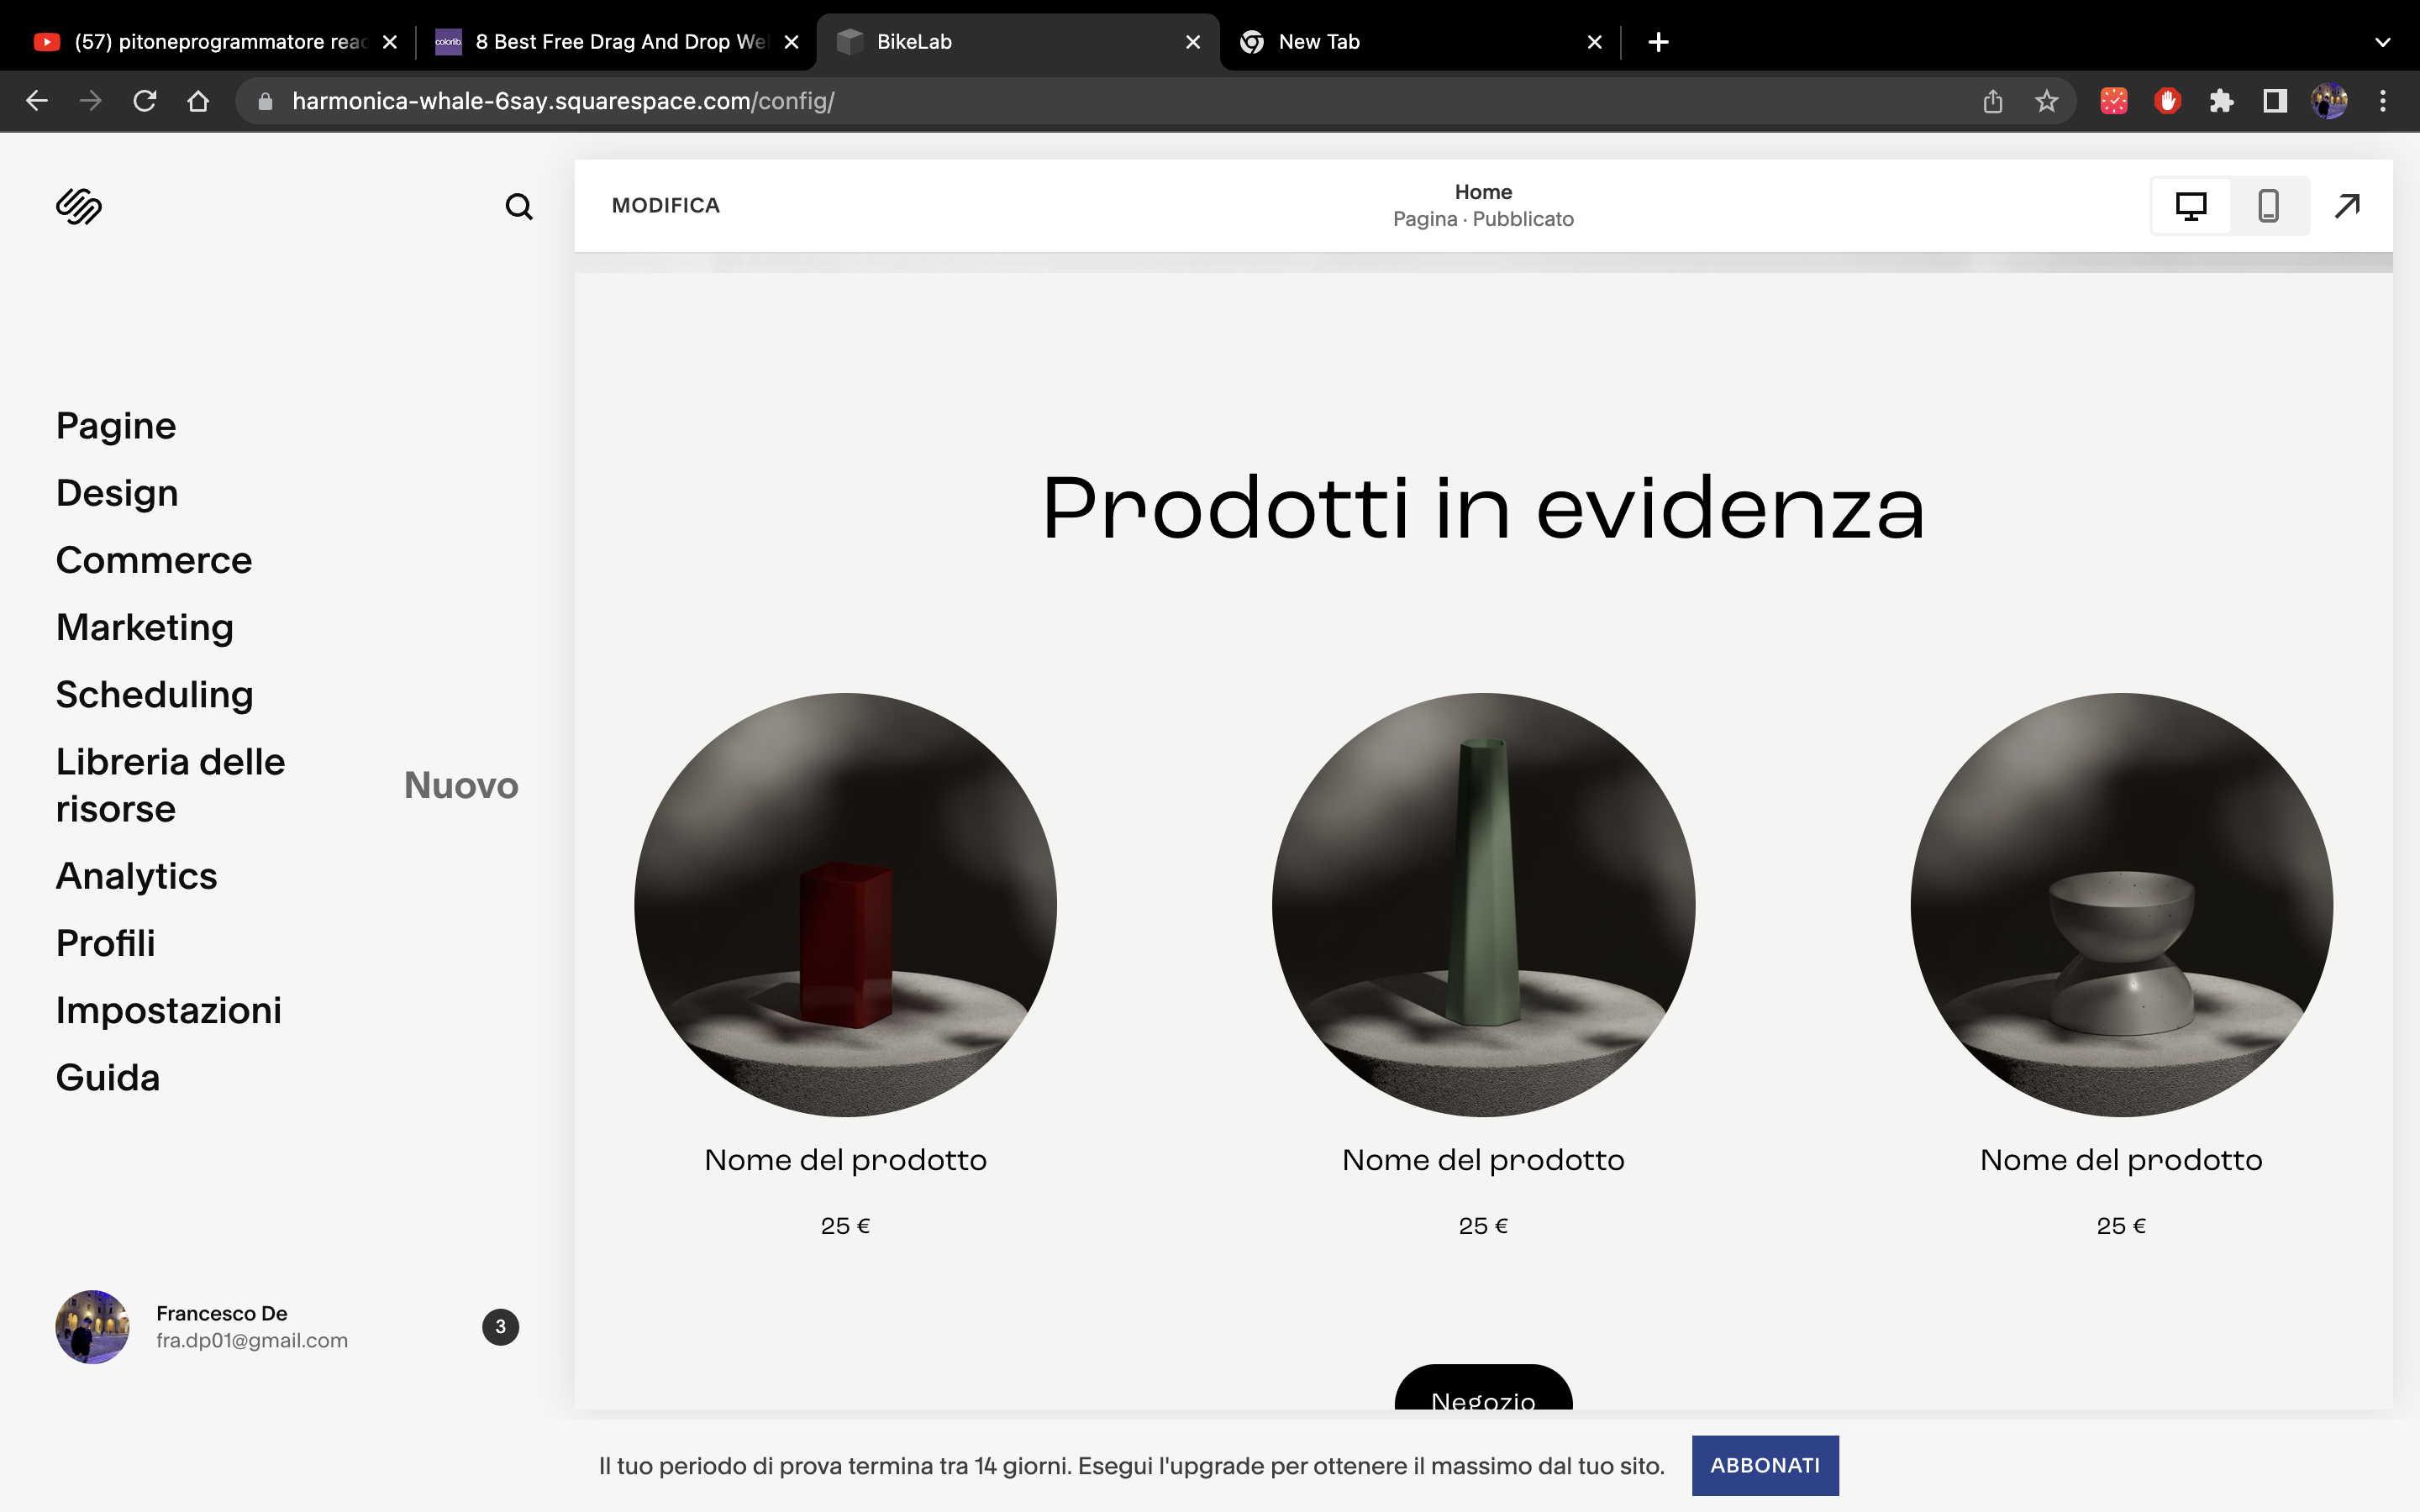 (57) pitoneprogrammatore reac
colorlib.
8 Best Free Drag And Drop We
BikeLab
New Tab
harmonica-whale-6say.squarespace.com/config/
MODIFICA
Home
Pagina · Pubblicato
Pagine
Design
Commerce
Marketing
Scheduling
Libreria delle
risorse
Nuovo
Analytics
Profili
Impostazioni
Guida
Francesco De
fra.dp01@gmail.com
3
Prodotti in evidenza
Nome del prodotto
25 €
Nome del prodotto
25 €
Nome del prodotto
25 €
Negozio
Il tuo periodo di prova termina tra 14 giorni. Esegui l'upgrade per ottenere il massimo dal tuo sito.
ABBONATI